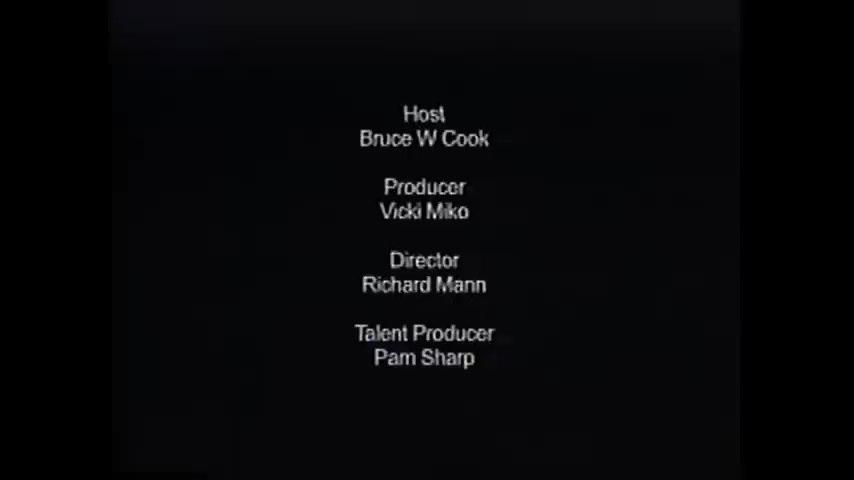 Host
Bruce W Cook
Producer
Vicki Miko
Director
Richard Mann
Talent Producer
Pam Sharp